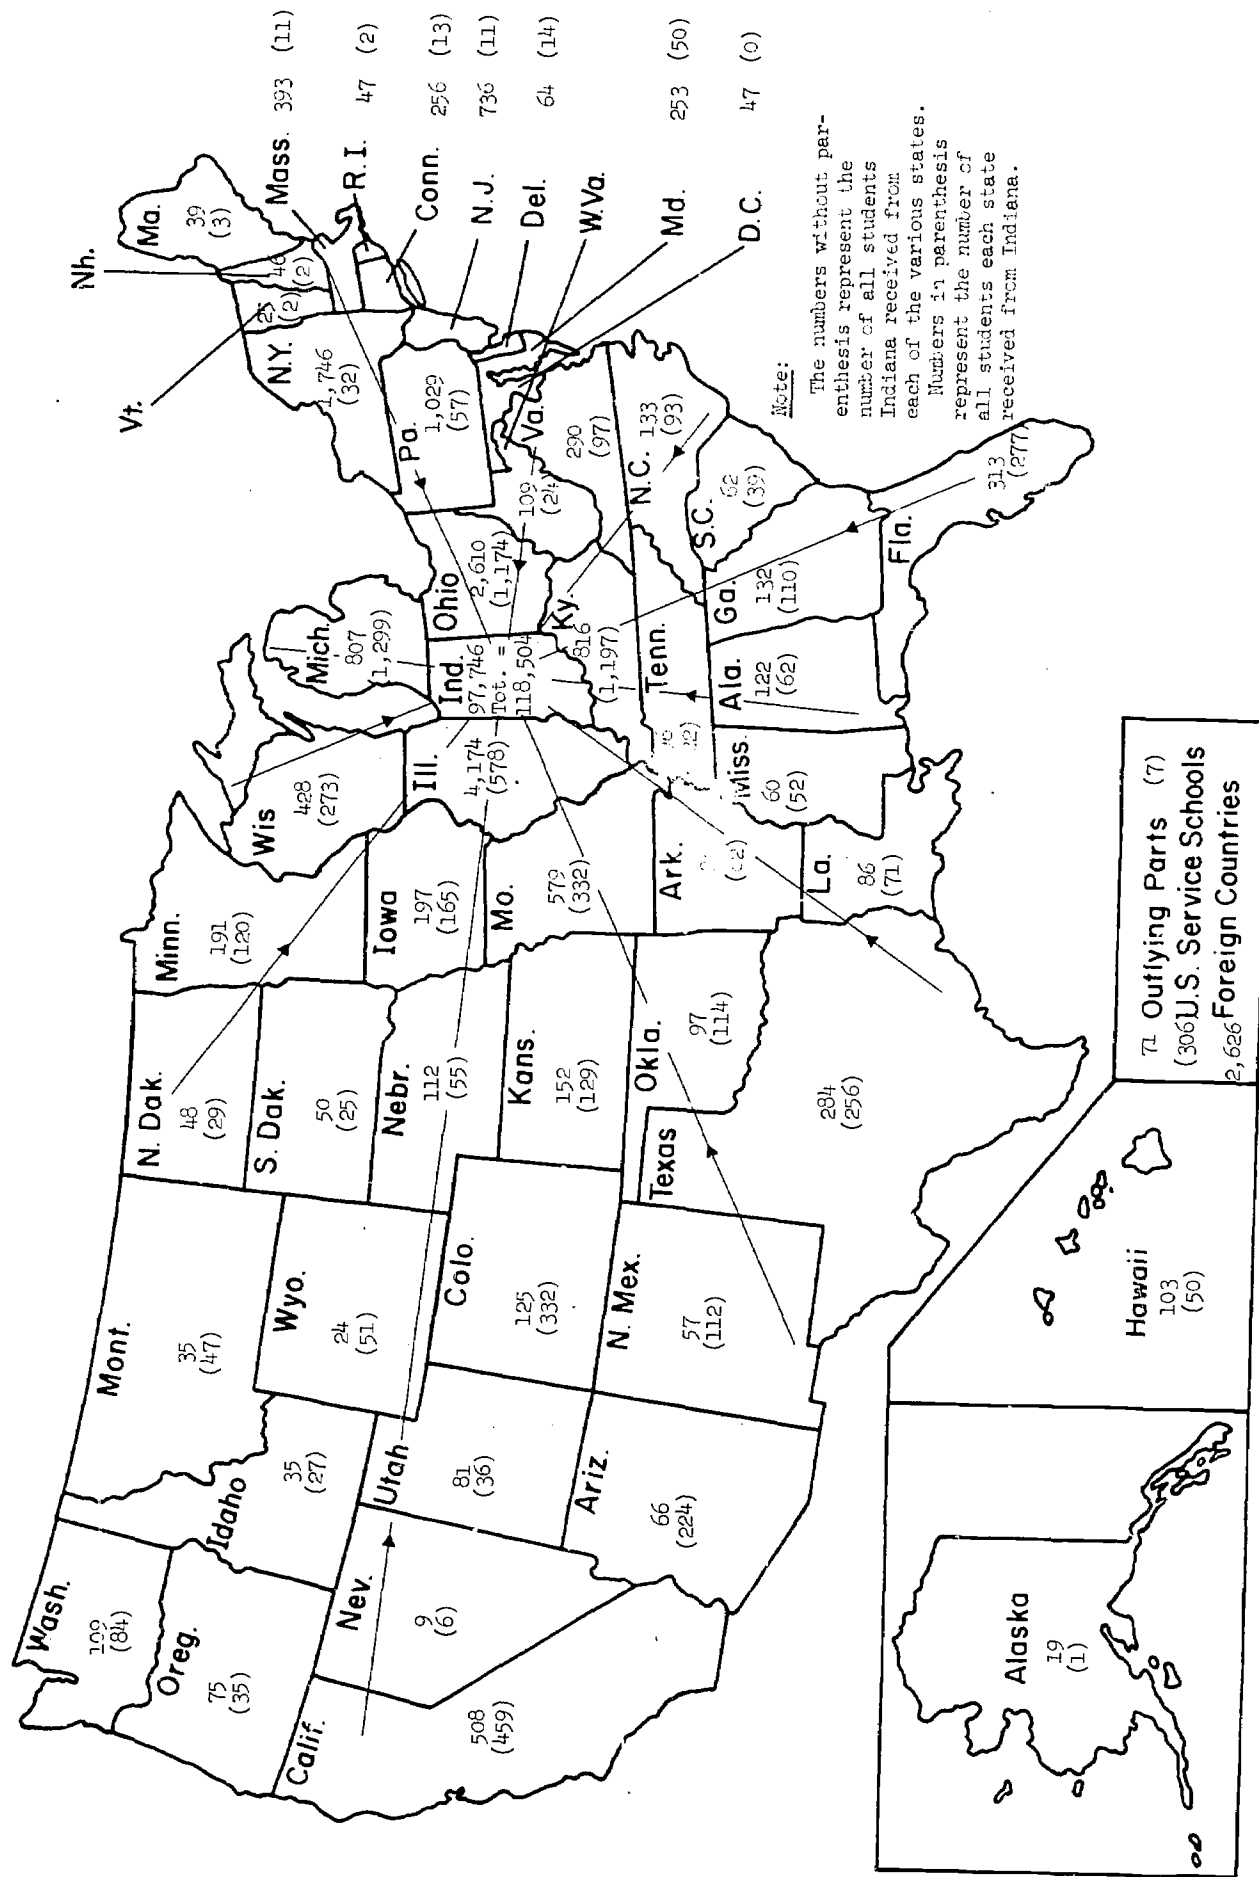 Wash.
109
(84)
Oreg.
75
(35)
Calif.
508
(459)
Nev.
9
(6)
Idaho
35
(27)
Mont.
35
(47)
Wyo.
24
(51)
Utah
81
(36)
Colo.
125
(332)
Ariz.
66
(224)
N. Mex.
57
(112)
N. Dak.
48
(29)
S. Dak.
50
(25)
Nebr.
112
(55)
Kans.
152
(129)
Okla.
97
(114)
Texas
284
(256)
Minn.
191
(120)
Iowa
197
(165)
Mo.
579
(332)
Ark.
La.
86
(71)
Wis
428
(273)
Ill.
4,174
(578)
Mich.
807
(1,299)
Ind.
97,746
Tot. =
118,504
Ohio
2,610
(1,174)
Ky.
816
(1,197)
Tenn.
Miss.
60
(52)
Ala.
122
(62)
Ga.
132
(110)
Fla.
313
(277)
S.C.
62
(39)
N.C. 133
(93)
Va.
290
(97)
109
(24)
Pa.
1,029
(57)
N.Y.
1,746
(32)
Vt.
25
(2)
Nh.
46
(2)
Ma.
39
(3)
Mass. 393 (11)
R.I. 47 (2)
Conn. 256 (13)
N.J. 736 (11)
Del. 64 (14)
W.Va.
Md. 253 (50)
D.C. 47 (0)
Note:
The numbers without par-
enthesis represent the
number of all students
Indiana received from
each of the various states.
Numbers in parenthesis
represent the number of
all students each state
received from Indiana.
Alaska
19
(1)
Hawaii
103
(50)
71 Outlying Parts (7)
(306U.S. Service Schools
2,626 Foreign Countries